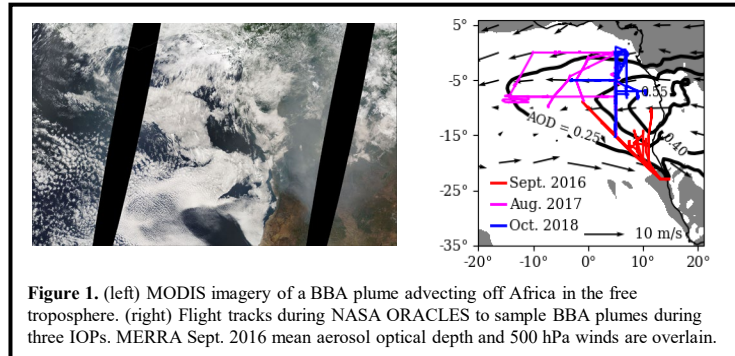 5°
-5°
-15°
-25°
-35°
-20°
-10°
0°
10°
20°
0.55
AOD = 0.25
0.40
Sept. 2016
Aug. 2017
Oct. 2018
10 m/s
Figure 1. (left) MODIS imagery of a BBA plume advecting off Africa in the free
troposphere. (right) Flight tracks during NASA ORACLES to sample BBA plumes during
three IOPs. MERRA Sept. 2016 mean aerosol optical depth and 500 hPa winds are overlain.